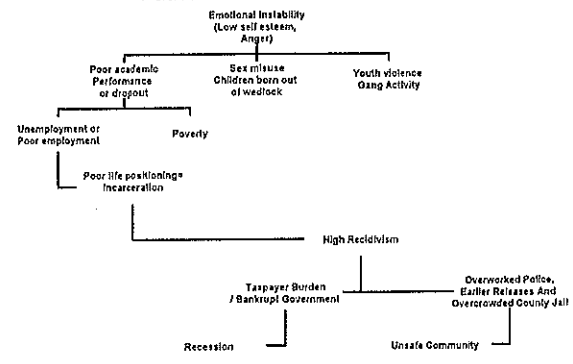 Emotional Instability
(Low self esteem,
Anger)
Poor academic
Performance
or dropout
Sex misuse
Children born out
of wedlock
Youth violence
Gang Activity
Unemployment or
Poor employment
Poverty
Poor life positioning=
Incarceration
High Recidivism
Taxpayer Burden
/ Bankrupt Government
Overworked Police,
Earlier Releases And
Overcrowded County Jail
Recession
Unsafe Community